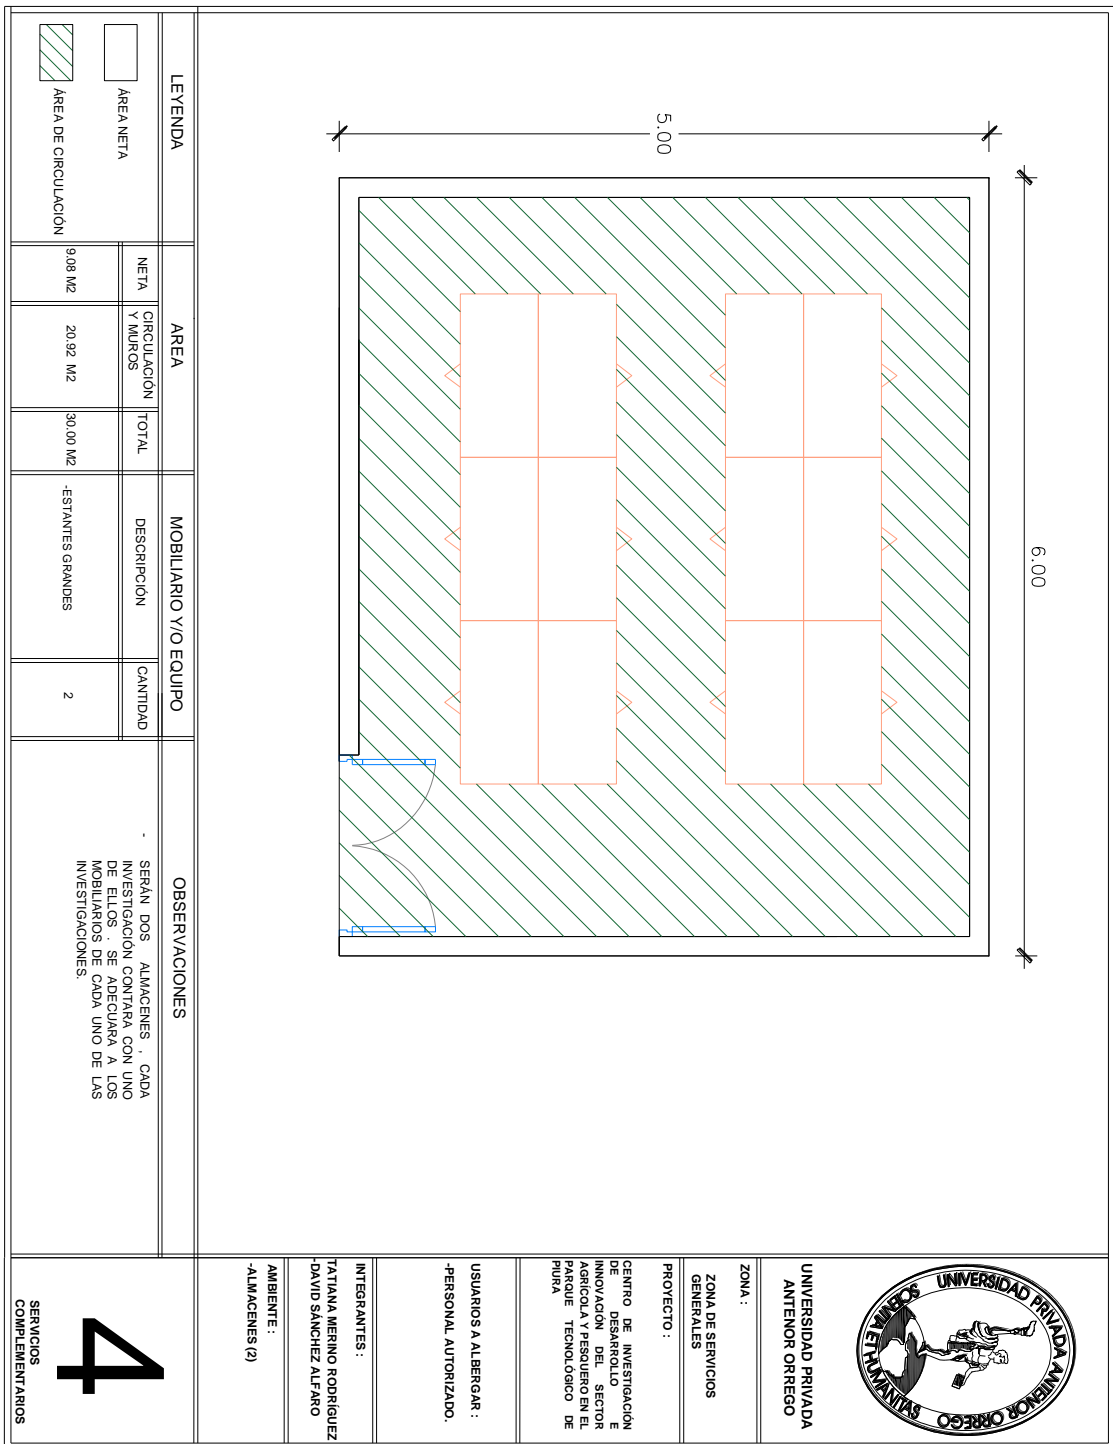 6.00
5.00
LEYENDA
ÁREA NETA
ÁREA DE CIRCULACIÓN
AREA
NETA
CIRCULACIÓN
Y MUROS
TOTAL
9.08 M2
20.92 M2
30.00 M2
MOBILIARIO Y/O EQUIPO
DESCRIPCIÓN
CANTIDAD
-ESTANTES GRANDES
2
OBSERVACIONES
- SERÁN DOS ALMACENES , CADA
INVESTIGACIÓN CONTARA CON UNO
DE ELLOS . SE ADECUARA A LOS
MOBILIARIOS DE CADA UNO DE LAS
INVESTIGACIONES.
UNIVERSIDAD PRIVADA ANTENOR ORREGO
SCIENTIA ET HUMANITAS
UNIVERSIDAD PRIVADA
ANTENOR ORREGO
ZONA :
ZONA DE SERVICIOS
GENERALES
PROYECTO :
CENTRO DE INVESTIGACIÓN
DE DESARROLLO E
INNOVACIÓN DEL SECTOR
AGRÍCOLA Y PESQUERO EN EL
PARQUE TECNOLÓGICO DE
PIURA
USUARIOS A ALBERGAR :
-PERSONAL AUTORIZADO.
INTEGRANTES :
TATIANA MERINO RODRÍGUEZ
-DAVID SÁNCHEZ ALFARO
AMBIENTE :
-ALMACENES (2)
4
SERVICIOS
COMPLEMENTARIOS